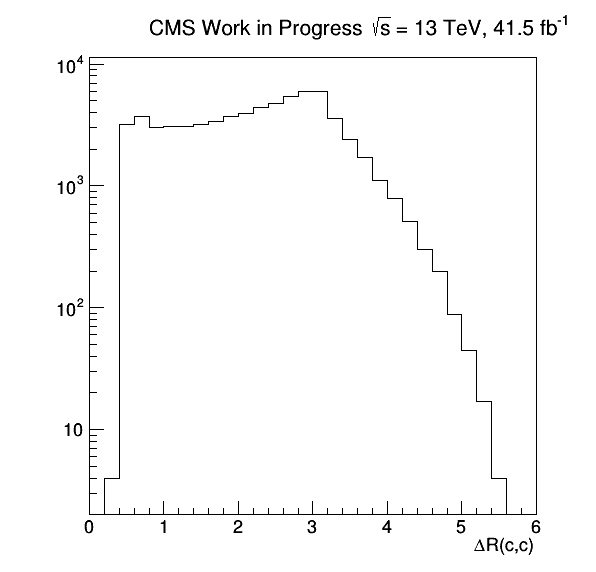 CMS Work in Progress √s = 13 TeV, 41.5 fb⁻¹
10⁴
10³
10²
10
0 1 2 3 4 5 6
ΔR(c,c)